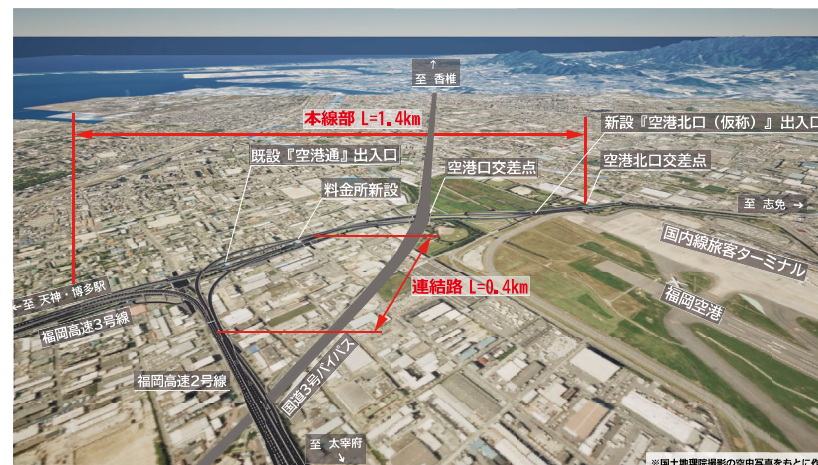 ↑
至 香椎
本線部 L=1.4km
新設『空港北口（仮称）』出入口
既設『空港通』出入口
空港口交差点
空港北口交差点
料金所新設
至 志免 →
国内線旅客ターミナル
←至 天神・博多駅
連結路 L=0.4km
福岡空港
福岡高速3号線
福岡高速2号線
国道3号バイパス
至 太宰府
↘
※国土地理院撮影の空中写真をもとに作